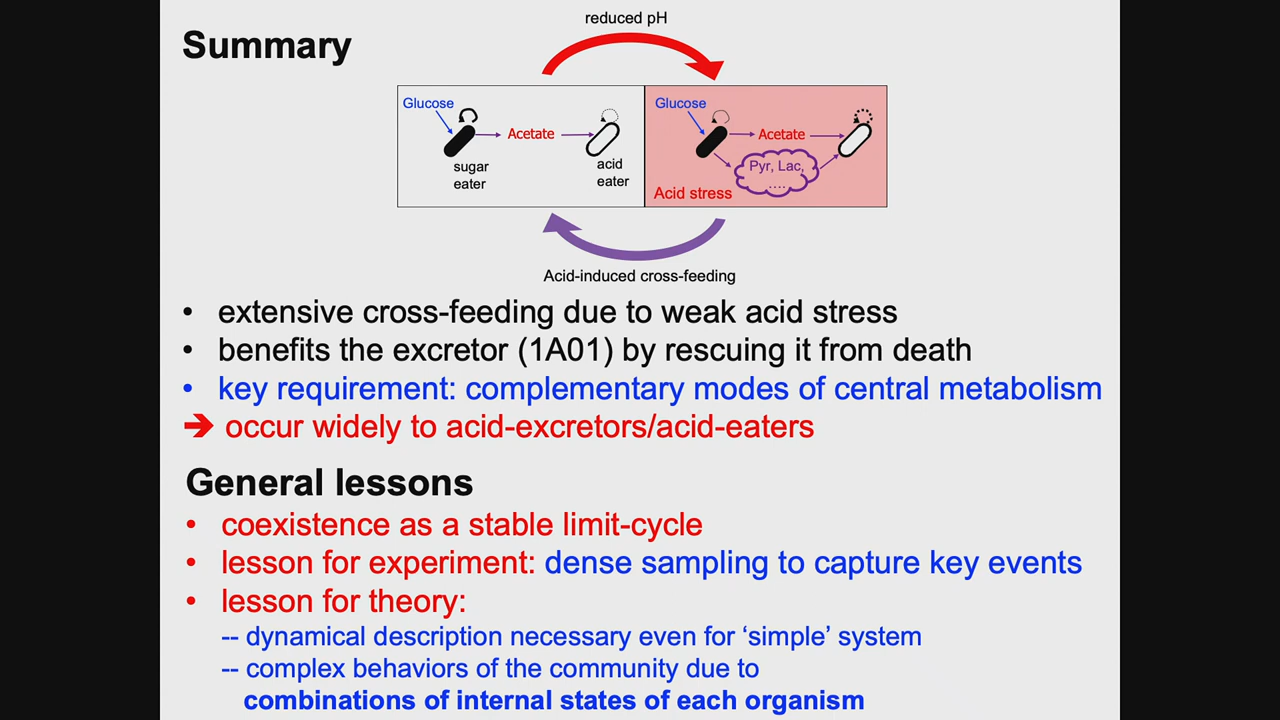 reduced pH
Summary
Glucose
Acetate
sugar
eater
acid
eater
Glucose
Acetate
Pyr, Lac,
....
Acid stress
Acid-induced cross-feeding
• extensive cross-feeding due to weak acid stress
• benefits the excretor (1A01) by rescuing it from death
• key requirement: complementary modes of central metabolism
➔ occur widely to acid-excretors/acid-eaters
General lessons
• coexistence as a stable limit-cycle
• lesson for experiment: dense sampling to capture key events
• lesson for theory:
-- dynamical description necessary even for ‘simple’ system
-- complex behaviors of the community due to
combinations of internal states of each organism